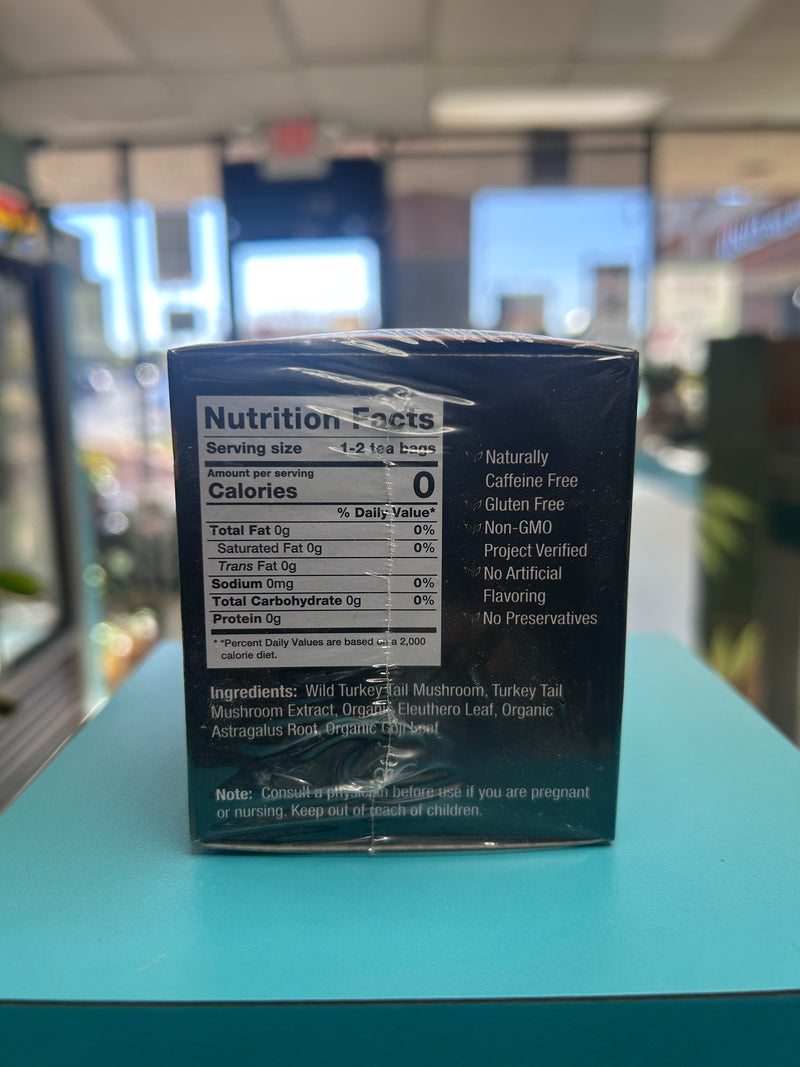 Nutrition Facts
Serving size 1-2 tea bags
Amount per serving
Calories 0
% Daily Value*
Total Fat 0g 0%
Saturated Fat 0g 0%
Trans Fat 0g
Sodium 0mg 0%
Total Carbohydrate 0g 0%
Protein 0g
* *Percent Daily Values are based on a 2,000
calorie diet.
Naturally
Caffeine Free
Gluten Free
Non-GMO
Project Verified
No Artificial
Flavoring
No Preservatives
Ingredients: Wild Turkey Tail Mushroom, Turkey Tail
Mushroom Extract, Organic Eleuthero Leaf, Organic
Astragalus Root, Organic Goji Leaf
Note: Consult a physician before use if you are pregnant
or nursing. Keep out of reach of children.